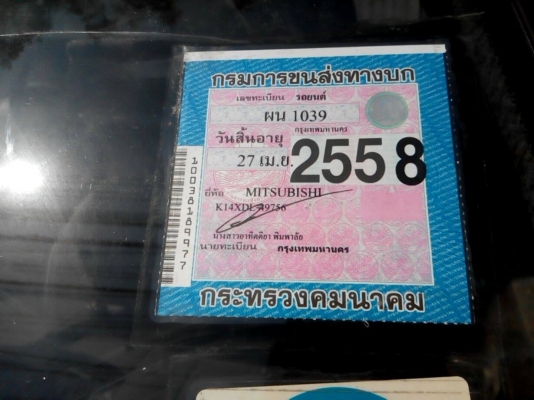 กรมการขนส่งทางบก
เลขทะเบียน รถยนต์
ผน 1039
วันสิ้นอายุ กรุงเทพมหานคร
27 เม.ย. 2558
ยี่ห้อ MITSUBISHI
นายทะเบียน กรุงเทพมหานคร
กระทรวงคมนาคม
10038189977